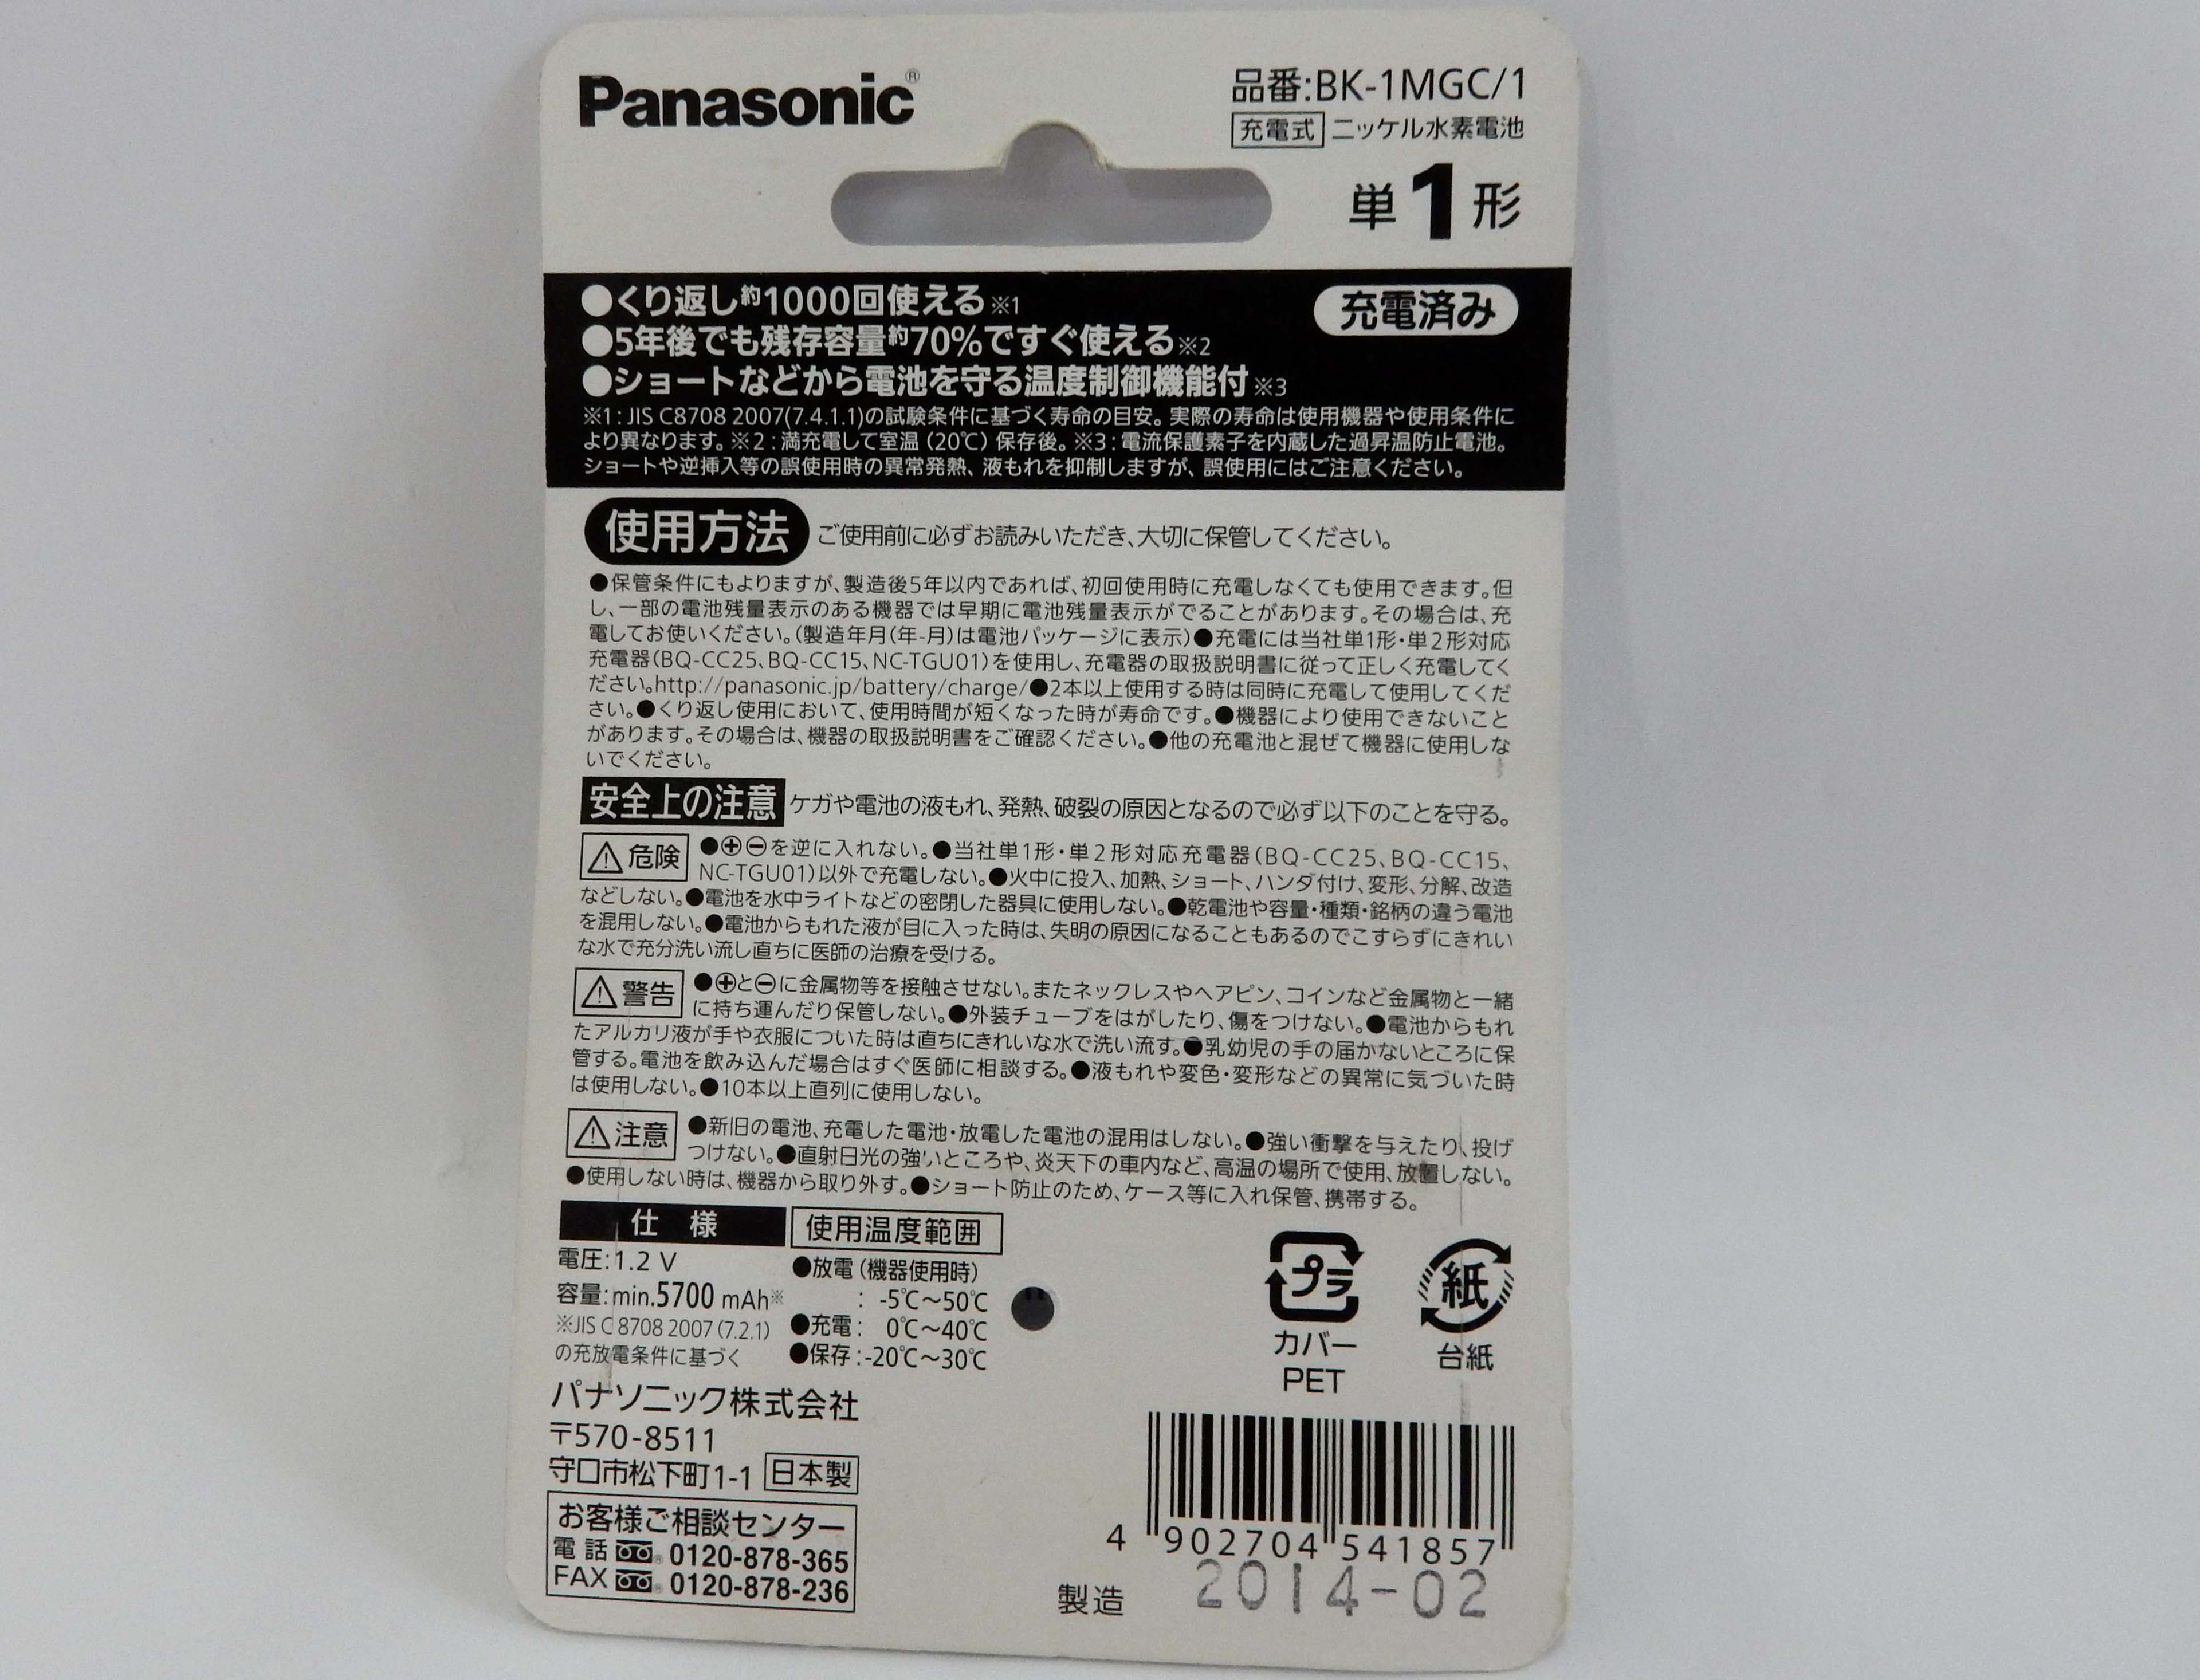 Panasonic®
品番:BK-1MGC/1
充電式 ニッケル水素電池
単1形
●くり返し約1000回使える※1
充電済み
●5年後でも残存容量約70%ですぐ使える※2
●ショートなどから電池を守る温度制御機能付※3
※1:JIS C8708 2007(7.4.1.1)の試験条件に基づく寿命の目安。実際の寿命は使用機器や使用条件に
より異なります。※2:満充電して室温(20℃)保存後。※3:電流保護素子を内蔵した過昇温防止電池。
ショートや逆挿入等の誤使用時の異常発熱、液もれを抑制しますが、誤使用にはご注意ください。
使用方法 ご使用前に必ずお読みいただき、大切に保管してください。
●保管条件にもよりますが、製造後5年以内であれば、初回使用時に充電しなくても使用できます。但
し、一部の電池残量表示のある機器では早期に電池残量表示がでることがあります。その場合は、充
電してお使いください。(製造年月(年-月)は電池パッケージに表示)●充電には当社単1形・単2形対応
充電器(BQ-CC25、BQ-CC15、NC-TGU01)を使用し、充電器の取扱説明書に従って正しく充電してく
ださい。http://panasonic.jp/battery/charge/●2本以上使用する時は同時に充電して使用してくだ
さい。●くり返し使用において、使用時間が短くなった時が寿命です。●機器により使用できないこと
があります。その場合は、機器の取扱説明書をご確認ください。●他の充電池と混ぜて機器に使用しな
いでください。
安全上の注意 ケガや電池の液もれ、発熱、破裂の原因となるので必ず以下のことを守る。
⚠危険 ●⊕⊖を逆に入れない。●当社単1形・単2形対応充電器(BQ-CC25、BQ-CC15、
NC-TGU01)以外で充電しない。●火中に投入、加熱、ショート、ハンダ付け、変形、分解、改造
などしない。●電池を水中ライトなどの密閉した器具に使用しない。●乾電池や容量・種類・銘柄の違う電池
を混用しない。●電池からもれた液が目に入った時は、失明の原因になることもあるのでこすらずにきれい
な水で充分洗い流し直ちに医師の治療を受ける。
⚠警告 ●⊕と⊖に金属物等を接触させない。またネックレスやヘアピン、コインなど金属物と一緒
に持ち運んだり保管しない。●外装チューブをはがしたり、傷をつけない。●電池からもれ
たアルカリ液が手や衣服についた時は直ちにきれいな水で洗い流す。●乳幼児の手の届かないところに保
管する。電池を飲み込んだ場合はすぐ医師に相談する。●液もれや変色・変形などの異常に気づいた時
は使用しない。●10本以上直列に使用しない。
⚠注意 ●新旧の電池、充電した電池・放電した電池の混用はしない。●強い衝撃を与えたり、投げ
つけない。●直射日光の強いところや、炎天下の車内など、高温の場所で使用、放置しない。
●使用しない時は、機器から取り外す。●ショート防止のため、ケース等に入れ保管、携帯する。
仕 様
電圧:1.2 V
容量:min.5700 mAh※
※JIS C 8708 2007 (7.2.1)
の充放電条件に基づく
使用温度範囲
●放電(機器使用時)
: -5℃～50℃
●充電: 0℃～40℃
●保存:-20℃～30℃
プラ
カバー
PET
紙
台紙
パナソニック株式会社
〒570-8511
守口市松下町1-1 日本製
お客様ご相談センター
電話 0120-878-365
FAX 0120-878-236
4 902704 541857
製造 2014-02